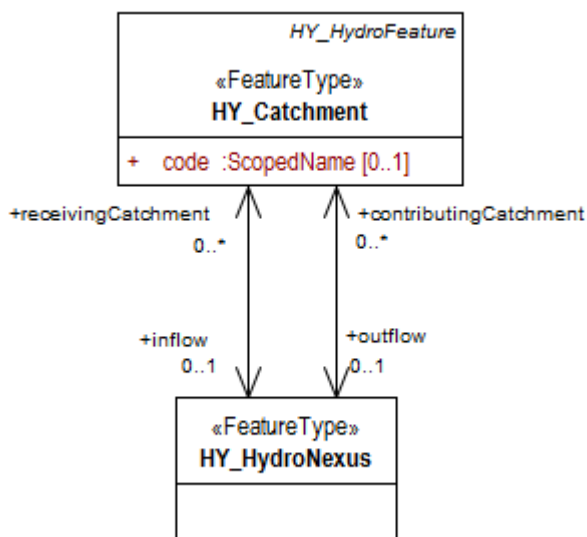 HY_HydroFeature
«FeatureType»
HY_Catchment
+ code :ScopedName [0..1]
+receivingCatchment
+contributingCatchment
0..*
0..*
+inflow
+outflow
0..1
0..1
«FeatureType»
HY_HydroNexus